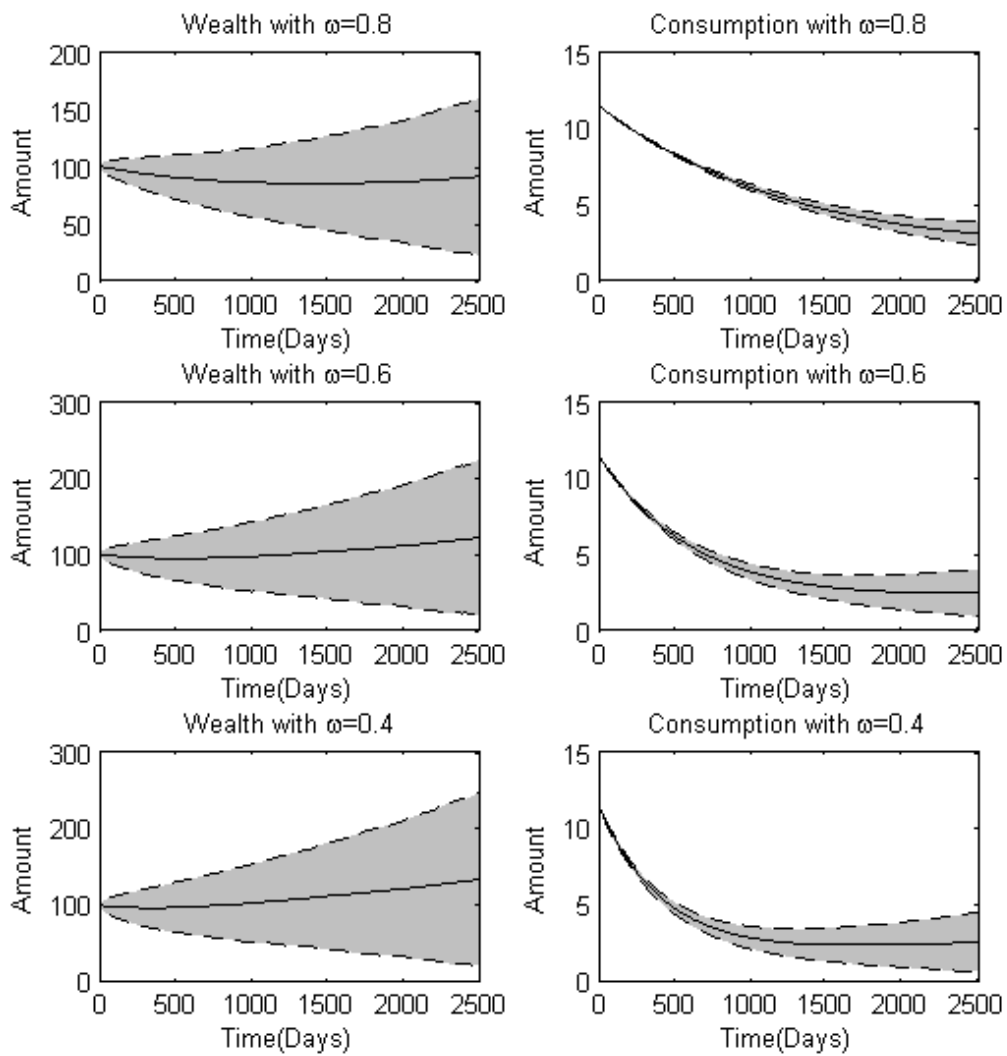 Wealth with ω=0.8
Amount
200
150
100
50
0
0 500 1000 1500 2000 2500
Time(Days)
Consumption with ω=0.8
Amount
15
10
5
0
0 500 1000 1500 2000 2500
Time(Days)
Wealth with ω=0.6
Amount
300
200
100
0
0 500 1000 1500 2000 2500
Time(Days)
Consumption with ω=0.6
Amount
15
10
5
0
0 500 1000 1500 2000 2500
Time(Days)
Wealth with ω=0.4
Amount
300
200
100
0
0 500 1000 1500 2000 2500
Time(Days)
Consumption with ω=0.4
Amount
15
10
5
0
0 500 1000 1500 2000 2500
Time(Days)